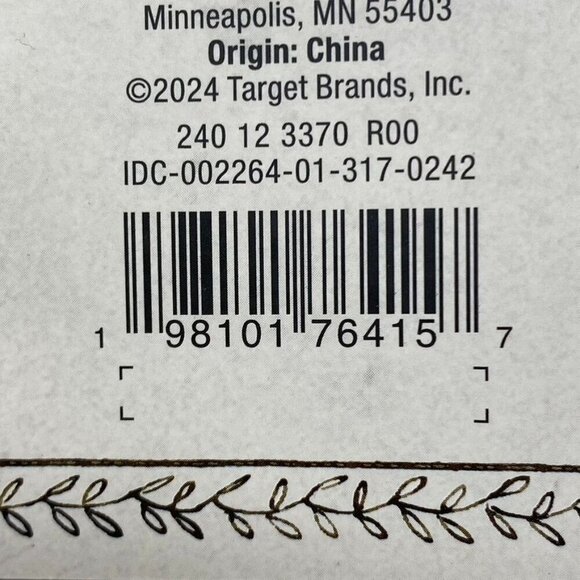 Minneapolis, MN 55403
Origin: China
©2024 Target Brands, Inc.
240 12 3370 R00
IDC-002264-01-317-0242
1 98101 76415 7